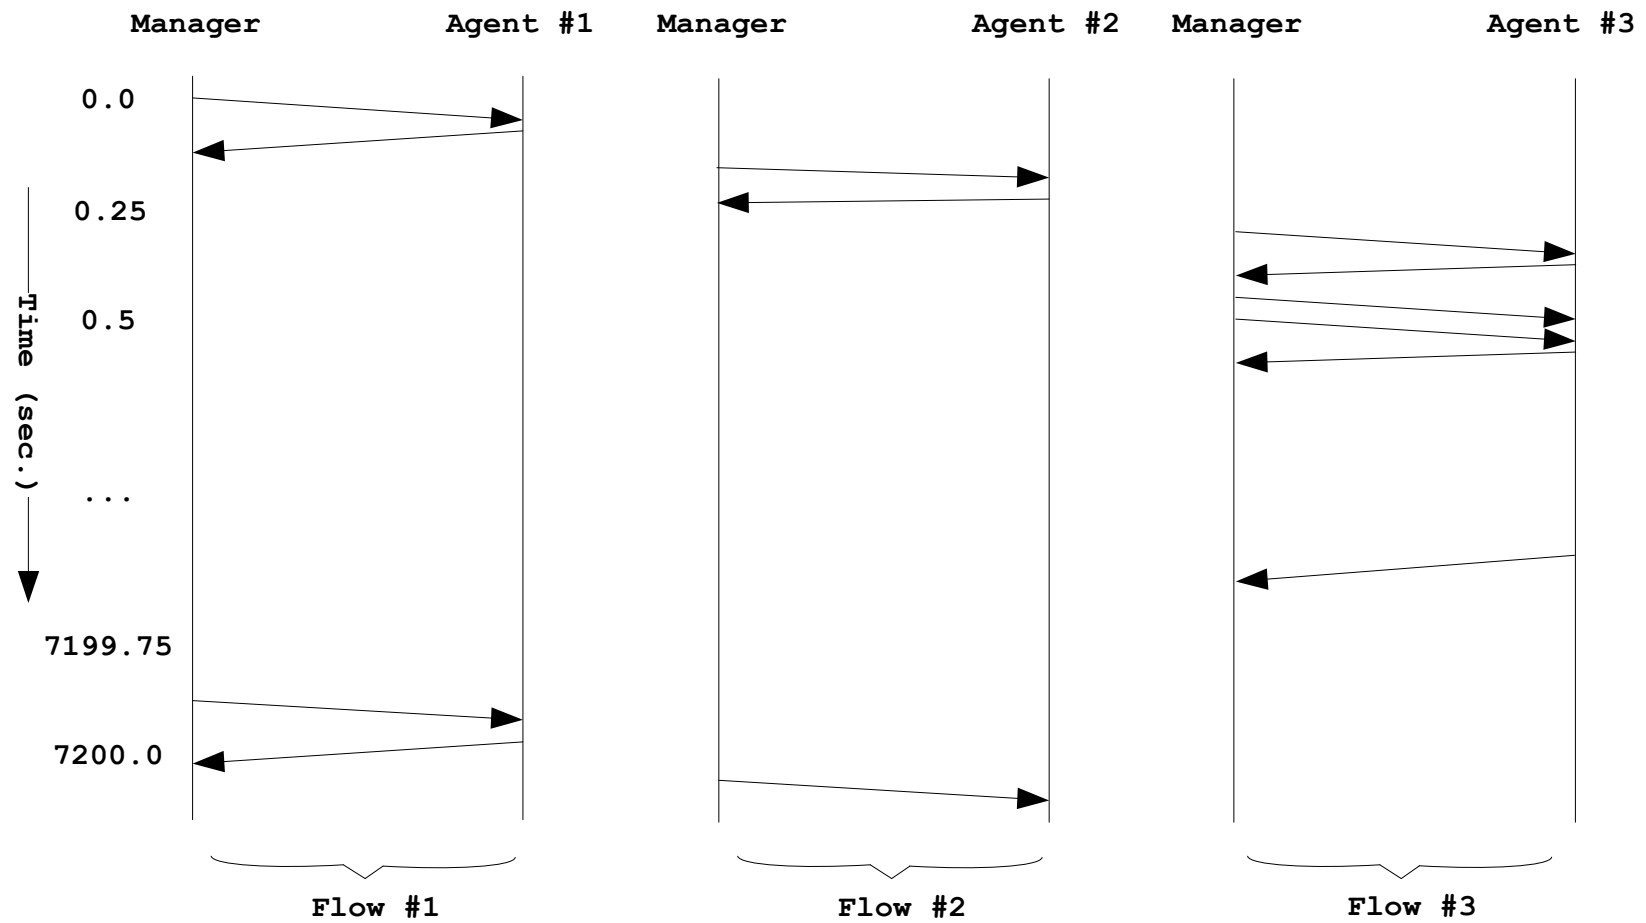 Manager Agent #1 Manager Agent #2 Manager Agent #3
0.0
0.25
Time (sec.)
0.5
...
7199.75
7200.0
Flow #1 Flow #2 Flow #3